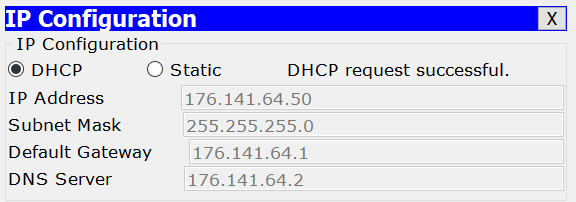 IP Configuration X
IP Configuration
DHCP Static DHCP request successful.
IP Address 176.141.64.50
Subnet Mask 255.255.255.0
Default Gateway 176.141.64.1
DNS Server 176.141.64.2